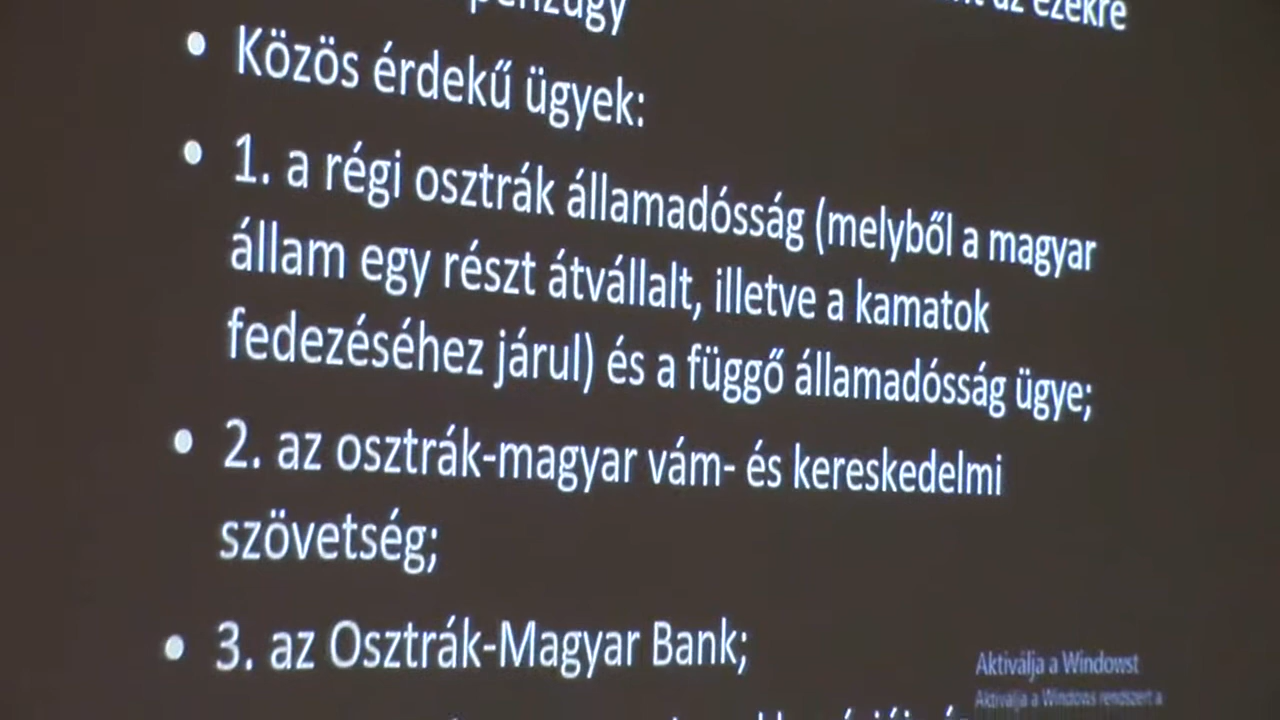 pénzügy az ezekre
• Közös érdekű ügyek:
• 1. a régi osztrák államadósság (melyből a magyar
állam egy részt átvállalt, illetve a kamatok
fedezéséhez járul) és a függő államadósság ügye;
• 2. az osztrák-magyar vám- és kereskedelmi
szövetség;
• 3. az Osztrák-Magyar Bank;
Aktiválja a Windowst
Aktiválja a Windows rendszert a